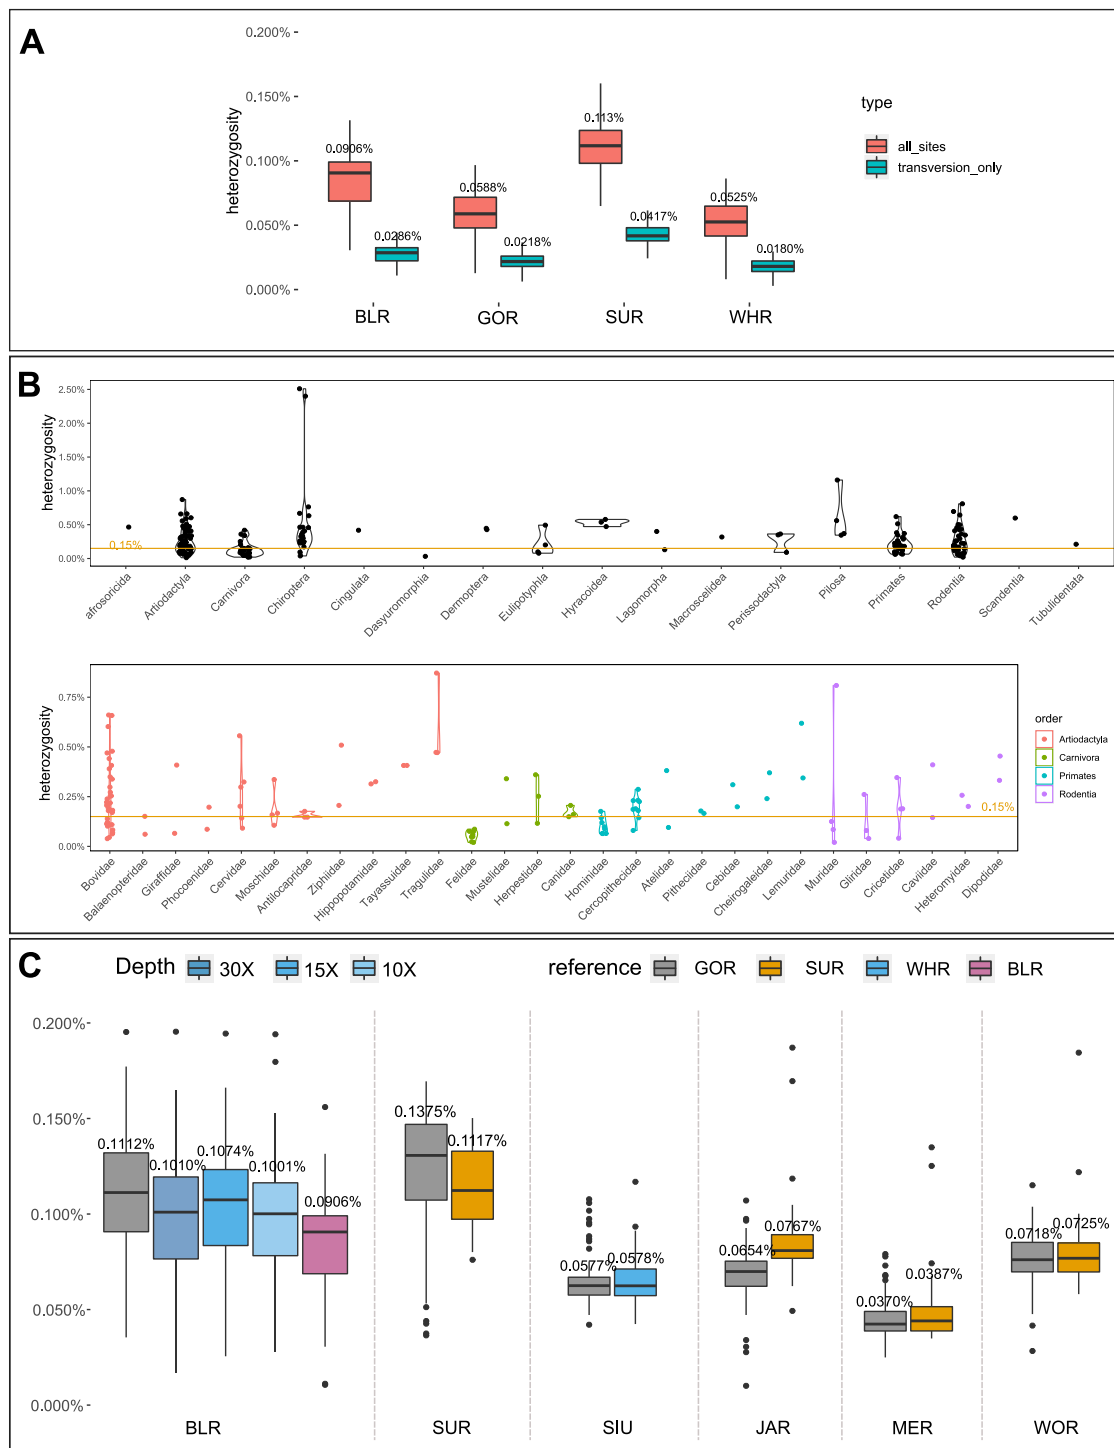 A
heterozygosity
0.200%
0.150%
0.100%
0.050%
0.000%
0.0906%
0.0286%
0.0588%
0.0218%
0.113%
0.0417%
0.0525%
0.0180%
BLR GOR SUR WHR
type
all_sites
transversion_only
B
heterozygosity
2.50%
2.00%
1.50%
1.00%
0.50%
0.00%
0.15%
afrosoricida
Artiodactyla
Carnivora
Chiroptera
Cingulata
Dasyuromorphia
Dermoptera
Eulipotyphla
Hyracoidea
Lagomorpha
Macroscelidea
Perissodactyla
Pilosa
Primates
Rodentia
Scandentia
Tubulidentata
heterozygosity
0.75%
0.50%
0.25%
0.00%
0.15%
Bovidae
Balaenopteridae
Giraffidae
Phocoenidae
Cervidae
Moschidae
Antilocapridae
Ziphiidae
Hippopotamidae
Tayassuidae
Tragulidae
Felidae
Mustelidae
Herpestidae
Canidae
Hominidae
Cercopithecidae
Atelidae
Pitheciidae
Cebidae
Cheirogaleidae
Lemuridae
Muridae
Gliridae
Cricetidae
Caviidae
Heteromyidae
Dipodidae
order
Artiodactyla
Carnivora
Primates
Rodentia
C
Depth 30X 15X 10X
reference GOR SUR WHR BLR
0.200%
0.150%
0.100%
0.050%
0.000%
0.1112%
0.1010%
0.1074%
0.1001%
0.0906%
0.1375%
0.1117%
0.0577%
0.0578%
0.0654%
0.0767%
0.0370%
0.0387%
0.0718%
0.0725%
BLR SUR SIU JAR MER WOR